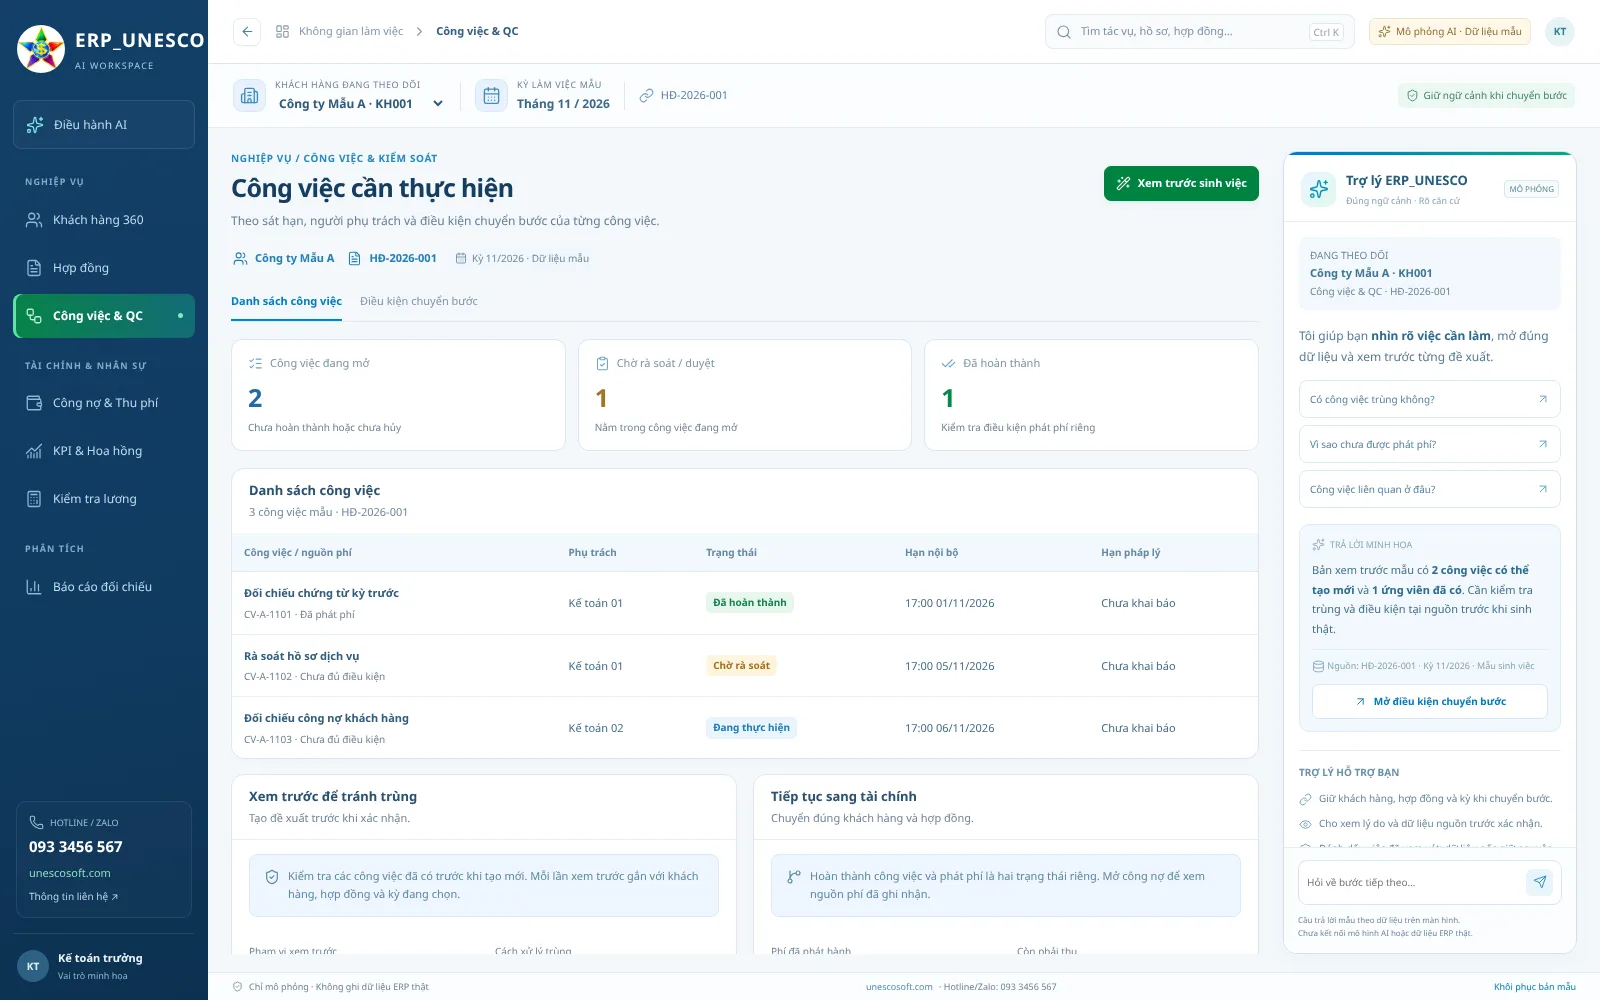 ERP_UNESCO
AI WORKSPACE
Điều hành AI
NGHIỆP VỤ
Khách hàng 360
Hợp đồng
Công việc & QC
TÀI CHÍNH & NHÂN SỰ
Công nợ & Thu phí
KPI & Hoa hồng
Kiểm tra lương
PHÂN TÍCH
Báo cáo đối chiếu
HOTLINE / ZALO
093 3456 567
unescosoft.com
Thông tin liên hệ ↗
KT
Kế toán trưởng
Vai trò minh họa
Không gian làm việc > Công việc & QC
Tìm tác vụ, hồ sơ, hợp đồng...
Ctrl K
Mô phỏng AI · Dữ liệu mẫu
KT
KHÁCH HÀNG ĐANG THEO DÕI
Công ty Mẫu A · KH001
KỲ LÀM VIỆC MẪU
Tháng 11 / 2026
HĐ-2026-001
Giữ ngữ cảnh khi chuyển bước
NGHIỆP VỤ / CÔNG VIỆC & KIỂM SOÁT
Công việc cần thực hiện
Theo sát hạn, người phụ trách và điều kiện chuyển bước của từng công việc.
Xem trước sinh việc
Công ty Mẫu A
HĐ-2026-001
Kỳ 11/2026 · Dữ liệu mẫu
Danh sách công việc
Điều kiện chuyển bước
Công việc đang mở
2
Chưa hoàn thành hoặc chưa hủy
Chờ rà soát / duyệt
1
Nằm trong công việc đang mở
Đã hoàn thành
1
Kiểm tra điều kiện phát phí riêng
Danh sách công việc
3 công việc mẫu · HĐ-2026-001
Công việc / nguồn phí
Phụ trách
Trạng thái
Hạn nội bộ
Hạn pháp lý
Đối chiếu chứng từ kỳ trước
CV-A-1101 · Đã phát phí
Kế toán 01
Đã hoàn thành
17:00 01/11/2026
Chưa khai báo
Rà soát hồ sơ dịch vụ
CV-A-1102 · Chưa đủ điều kiện
Kế toán 01
Chờ rà soát
17:00 05/11/2026
Chưa khai báo
Đối chiếu công nợ khách hàng
CV-A-1103 · Chưa đủ điều kiện
Kế toán 02
Đang thực hiện
17:00 06/11/2026
Chưa khai báo
Xem trước để tránh trùng
Tạo đề xuất trước khi xác nhận.
Kiểm tra các công việc đã có trước khi tạo mới. Mỗi lần xem trước gắn với khách
hàng, hợp đồng và kỳ đang chọn.
Phạm vi xem trước
Cách xử lý trùng
Tiếp tục sang tài chính
Chuyển đúng khách hàng và hợp đồng.
Hoàn thành công việc và phát phí là hai trạng thái riêng. Mở công nợ để xem
nguồn phí đã ghi nhận.
Phí đã phát hành
Còn phải thu
Trợ lý ERP_UNESCO
Đúng ngữ cảnh · Rõ căn cứ
MÔ PHỎNG
ĐANG THEO DÕI
Công ty Mẫu A · KH001
Công việc & QC · HĐ-2026-001
Tôi giúp bạn nhìn rõ việc cần làm, mở đúng
dữ liệu và xem trước từng đề xuất.
Có công việc trùng không?
Vì sao chưa được phát phí?
Công việc liên quan ở đâu?
TRẢ LỜI MINH HỌA
Bản xem trước mẫu có 2 công việc có thể
tạo mới và 1 ứng viên đã có. Cần kiểm tra
trùng và điều kiện tại nguồn trước khi sinh
thật.
Nguồn: HĐ-2026-001 · Kỳ 11/2026 · Mẫu sinh việc
Mở điều kiện chuyển bước
TRỢ LÝ HỖ TRỢ BẠN
Giữ khách hàng, hợp đồng và kỳ khi chuyển bước.
Cho xem lý do và dữ liệu nguồn trước xác nhận.
Hỏi về bước tiếp theo...
Câu trả lời mẫu theo dữ liệu trên màn hình.
Chưa kết nối mô hình AI hoặc dữ liệu ERP thật.
Chỉ mô phỏng · Không ghi dữ liệu ERP thật
unescosoft.com · Hotline/Zalo: 093 3456 567
Khôi phục bản mẫu